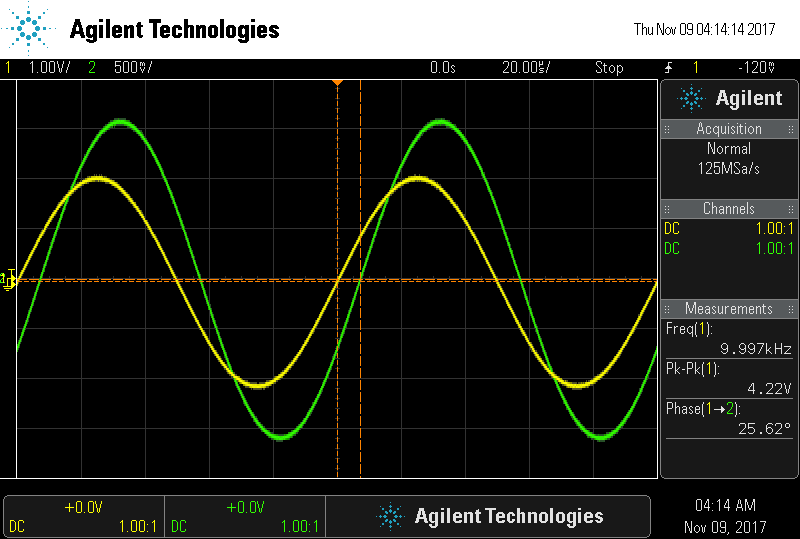 Agilent Technologies
Thu Nov 09 04:14:14 2017
1 1.00V/ 2 500mV/ 0.0s 20.00us/ Stop 1 -120mV
Agilent
Acquisition
Normal
125MSa/s
Channels
DC 1.00:1
DC 1.00:1
Measurements
Freq(1):
9.997kHz
Pk-Pk(1):
4.22V
Phase(1→2):
25.62°
+0.0V
DC 1.00:1
+0.0V
DC 1.00:1
Agilent Technologies
04:14 AM
Nov 09, 2017